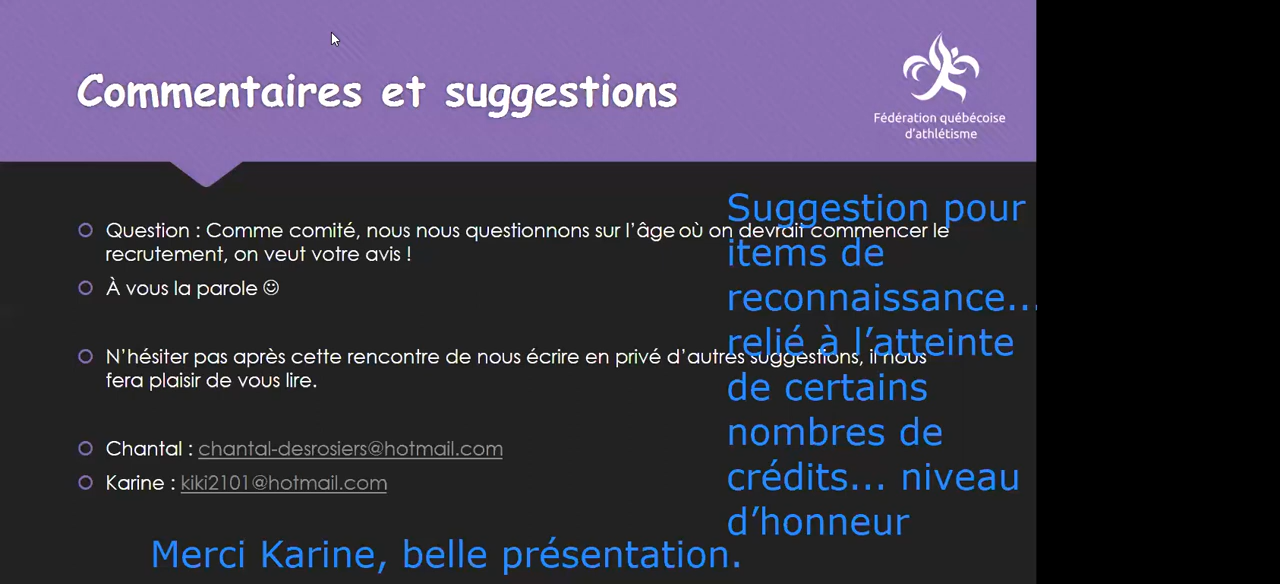 Commentaires et suggestions
Fédération québécoise
d'athlétisme
Question : Comme comité, nous nous questionnons sur l'âge où on devrait commencer le
recrutement, on veut votre avis !
À vous la parole ☺
N'hésiter pas après cette rencontre de nous écrire en privé d'autres suggestions, il nous
fera plaisir de vous lire.
Chantal : chantal-desrosiers@hotmail.com
Karine : kiki2101@hotmail.com
Suggestion pour
items de
reconnaissance...
relié à l'atteinte
de certains
nombres de
crédits... niveau
d'honneur
Merci Karine, belle présentation.